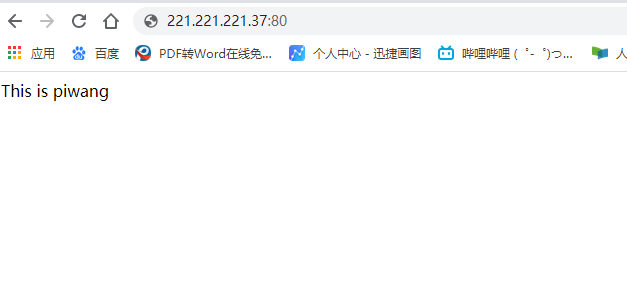 221.221.221.37:80
应用 百度 PDF转Word在线免... 个人中心 - 迅捷画图 哔哩哔哩 ( ゜- ゜)つ... 人
This is piwang